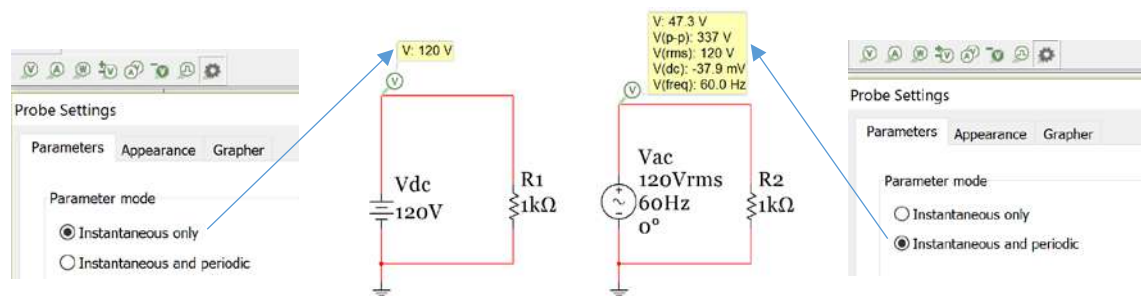 V: 120 V
V: 47.3 V
V(p-p): 337 V
V(rms): 120 V
V(dc): -37.9 mV
V(freq): 60.0 Hz
Probe Settings
Parameters Appearance Grapher
Parameter mode
Instantaneous only
Instantaneous and periodic
Vdc
120V
R1
1kΩ
Vac
120Vrms
60Hz
0°
R2
1kΩ
Probe Settings
Parameters Appearance Grapher
Parameter mode
Instantaneous only
Instantaneous and periodic